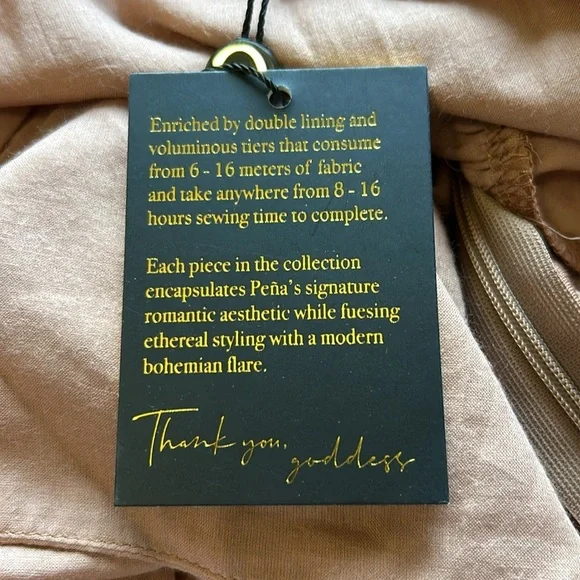 Enriched by double lining and
voluminous tiers that consume
from 6 - 16 meters of fabric
and take anywhere from 8 - 16
hours sewing time to complete.
Each piece in the collection
encapsulates Peña's signature
romantic aesthetic while fuesing
ethereal styling with a modern
bohemian flare.
Thank you,
goddess